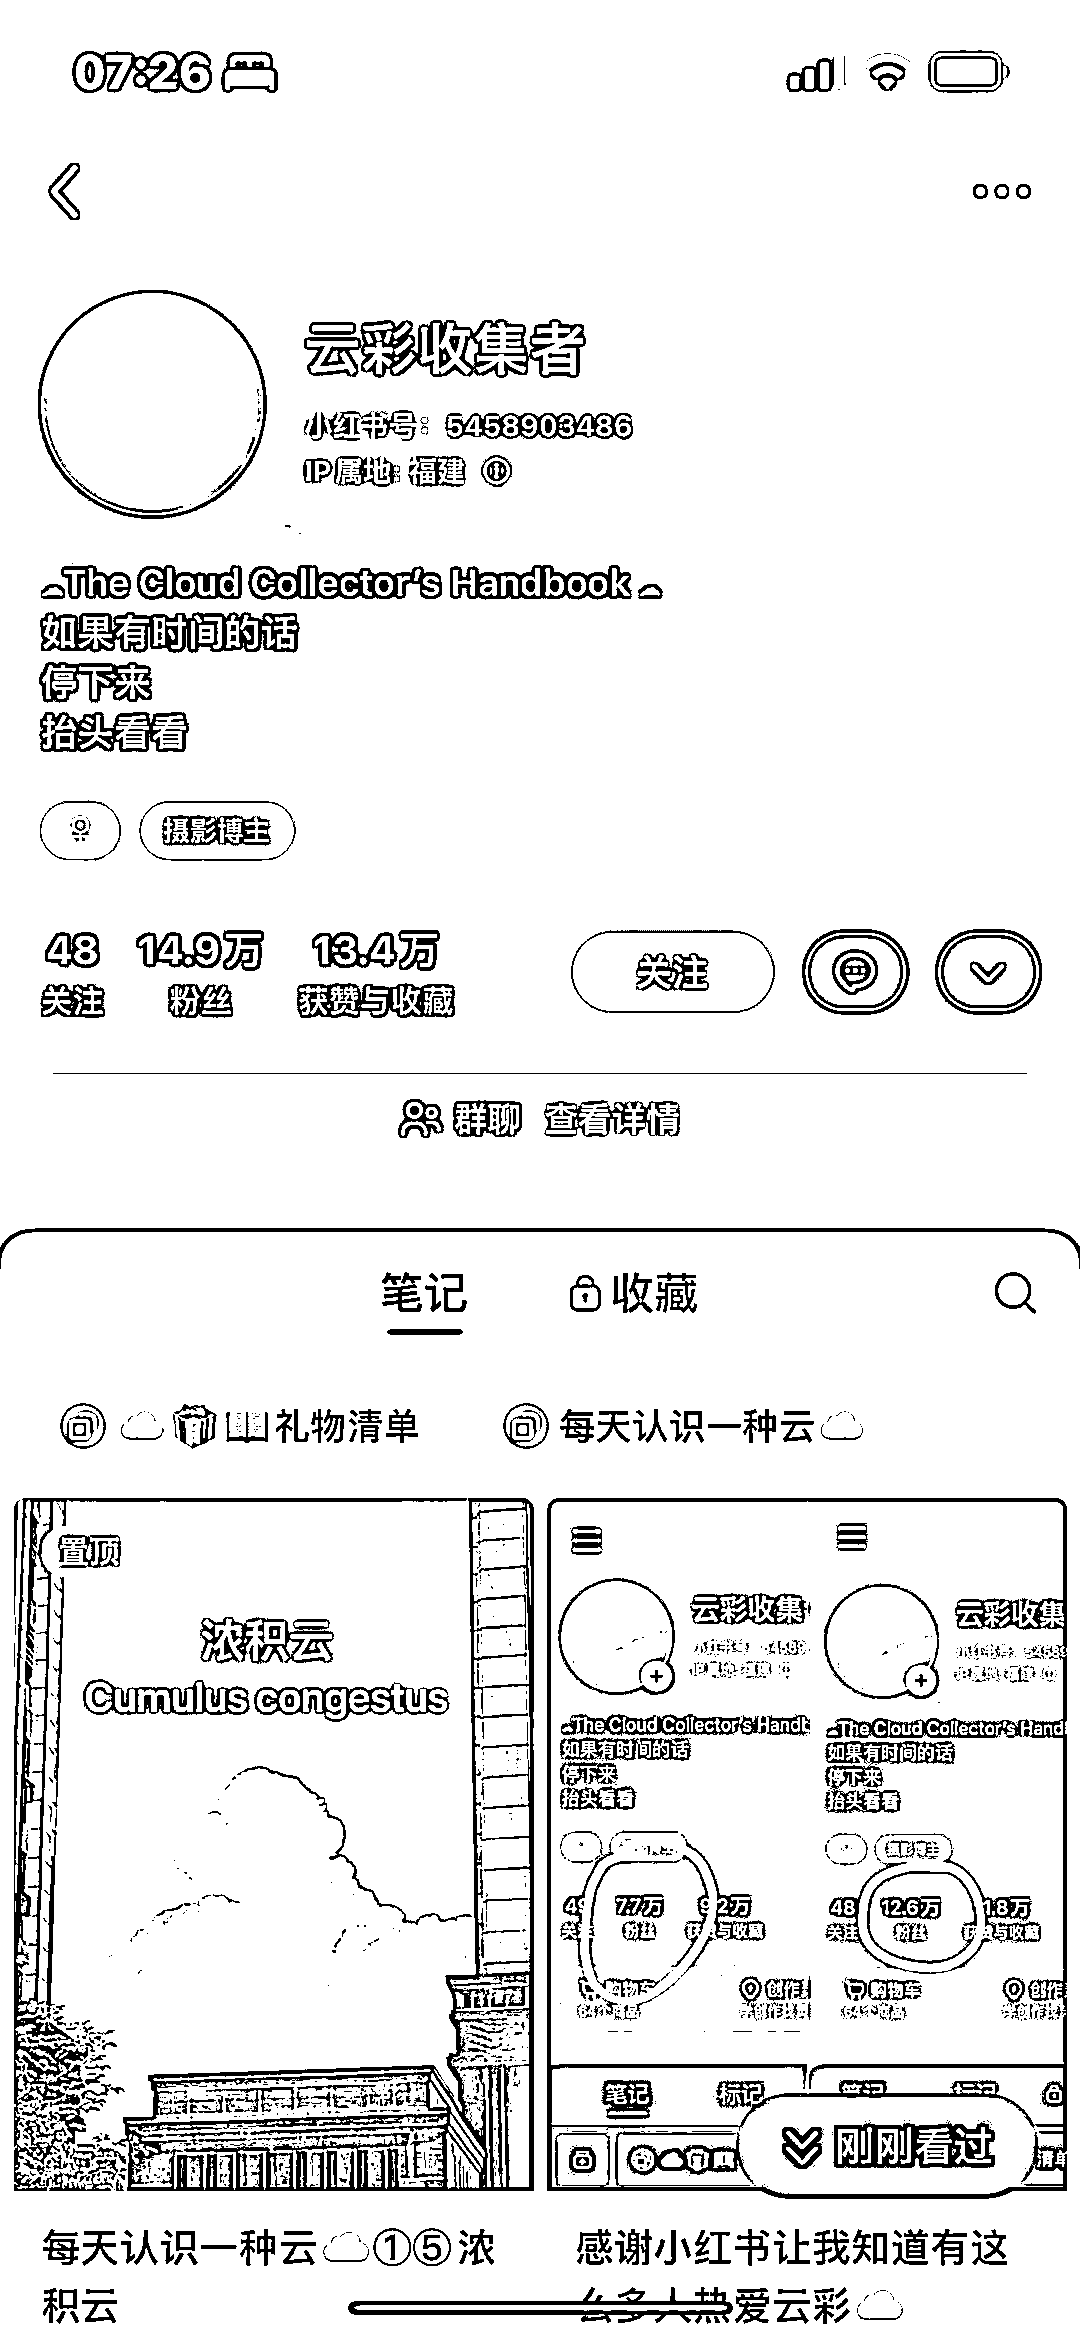 07:26
云彩收集者
小红书号：5458903486
IP属地：福建
☁The Cloud Collector's Handbook☁
如果有时间的话
停下来
抬头看看
摄影博主
48 14.9万 13.4万
关注 粉丝 获赞与收藏
关注
群聊 查看详情
笔记 收藏
☁️🎁📖礼物清单 每天认识一种云☁️
置顶
浓积云
Cumulus congestus
每天认识一种云☁️①⑤浓
积云
云彩收集
The Cloud Collector's Handb
如果有时间的话
停下来
抬头看看
7.7万 9.2万
粉丝 获赞与收藏
购物车
笔记 标记
云彩收集
The Cloud Collector's Hand
如果有时间的话
停下来
抬头看看
摄影博主
48 12.6万 1.8万
关注 粉丝 获赞与收藏
购物车 创作
笔记 标记
刚刚看过
感谢小红书让我知道有这
么多人热爱云彩☁️